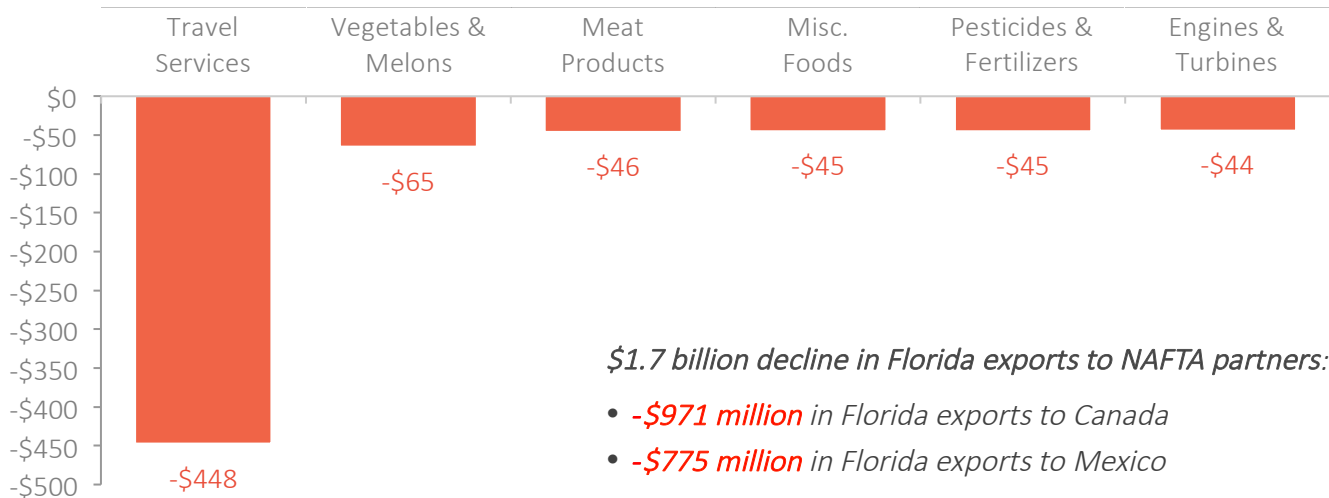 Travel
Services
Vegetables &
Melons
Meat
Products
Misc.
Foods
Pesticides &
Fertilizers
Engines &
Turbines
$0
-$50
-$100
-$150
-$200
-$250
-$300
-$350
-$400
-$450
-$500
-$448
-$65
-$46
-$45
-$45
-$44
$1.7 billion decline in Florida exports to NAFTA partners:
• -$971 million in Florida exports to Canada
• -$775 million in Florida exports to Mexico